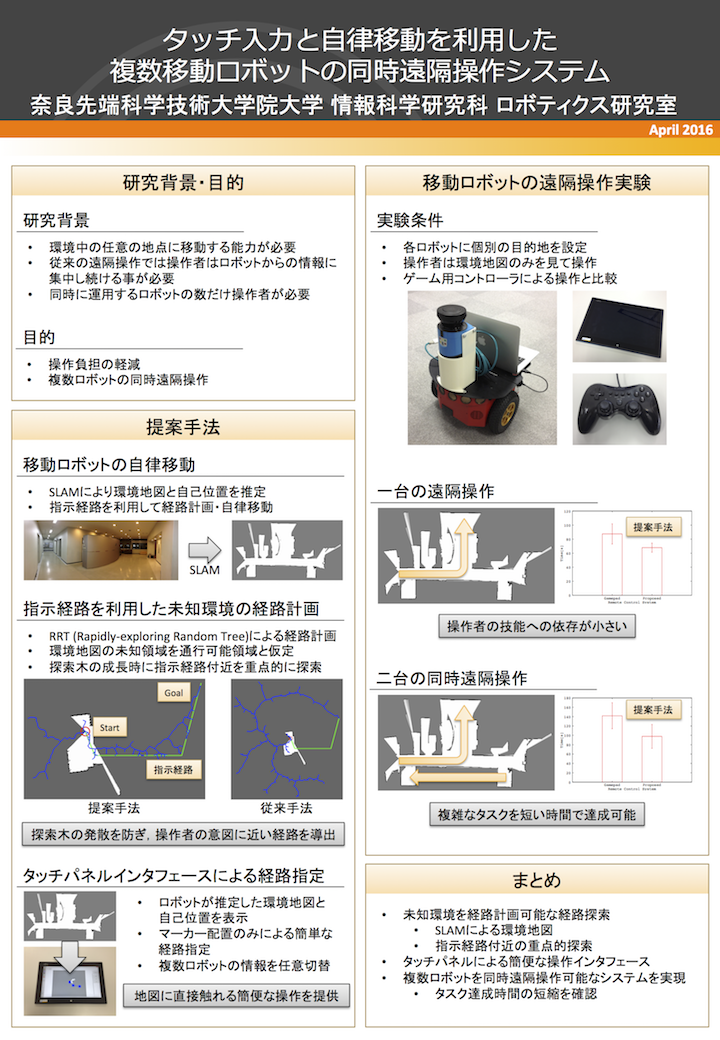 タッチ入力と自律移動を利用した
複数移動ロボットの同時遠隔操作システム
奈良先端科学技術大学院大学 情報科学研究科 ロボティクス研究室
April 2016
研究背景・目的
研究背景
• 環境中の任意の地点に移動する能力が必要
• 従来の遠隔操作では操作者はロボットからの情報に
集中し続ける事が必要
• 同時に運用するロボットの数だけ操作者が必要
目的
• 操作負担の軽減
• 複数ロボットの同時遠隔操作
提案手法
移動ロボットの自律移動
• SLAMにより環境地図と自己位置を推定
• 指示経路を利用して経路計画・自律移動
SLAM
指示経路を利用した未知環境の経路計画
• RRT (Rapidly-exploring Random Tree)による経路計画
• 環境地図の未知領域を通行可能領域と仮定
• 探索木の成長時に指示経路付近を重点的に探索
Goal
Start
指示経路
提案手法
従来手法
探索木の発散を防ぎ，操作者の意図に近い経路を導出
タッチパネルインタフェースによる経路指定
• ロボットが推定した環境地図と
自己位置を表示
• マーカー配置のみによる簡単な
経路指定
• 複数ロボットの情報を任意切替
地図に直接触れる簡便な操作を提供
移動ロボットの遠隔操作実験
実験条件
• 各ロボットに個別の目的地を設定
• 操作者は環境地図のみを見て操作
• ゲーム用コントローラによる操作と比較
一台の遠隔操作
提案手法
Time(s)
Gamepad Proposed
Remote Control System
操作者の技能への依存が小さい
二台の同時遠隔操作
提案手法
Time(s)
Gamepad Proposed
Remote Control System
複雑なタスクを短い時間で達成可能
まとめ
• 未知環境を経路計画可能な経路探索
• SLAMによる環境地図
• 指示経路付近の重点的探索
• タッチパネルによる簡便な操作インタフェース
• 複数ロボットを同時遠隔操作可能なシステムを実現
• タスク達成時間の短縮を確認